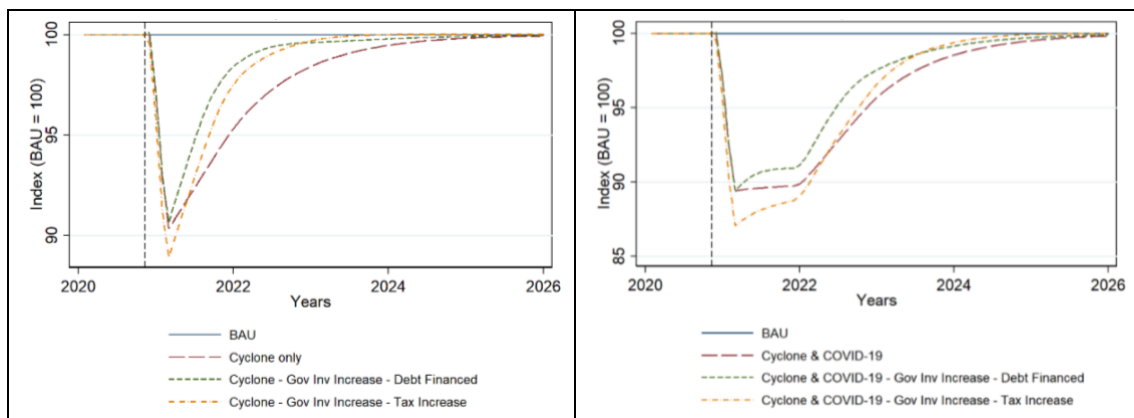 100
95
90
Index (BAU = 100)
2020
2022
2024
2026
Years
BAU
Cyclone only
Cyclone - Gov Inv Increase - Debt Financed
Cyclone - Gov Inv Increase - Tax Increase
100
95
90
85
Index (BAU = 100)
2020
2022
2024
2026
Years
BAU
Cyclone & COVID-19
Cyclone & COVID-19 - Gov Inv Increase - Debt Financed
Cyclone & COVID-19 - Gov Inv Increase - Tax Increase